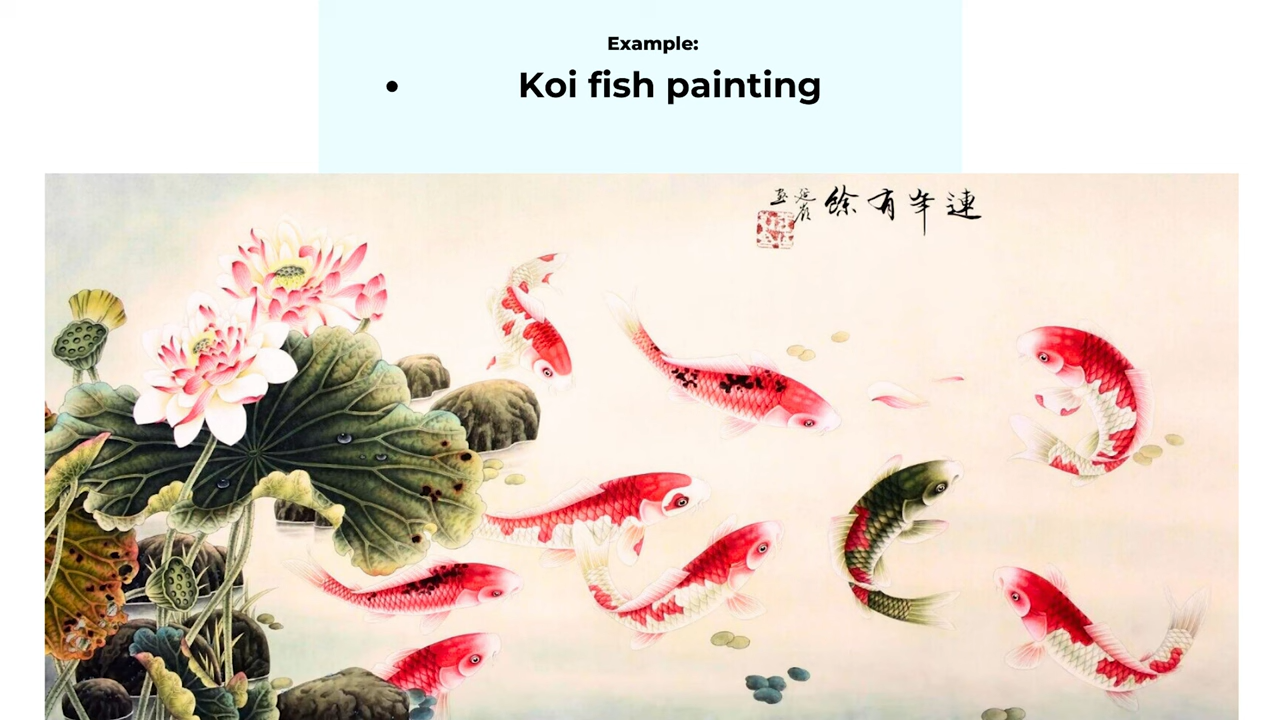 Example:
• Koi fish painting
連年有餘